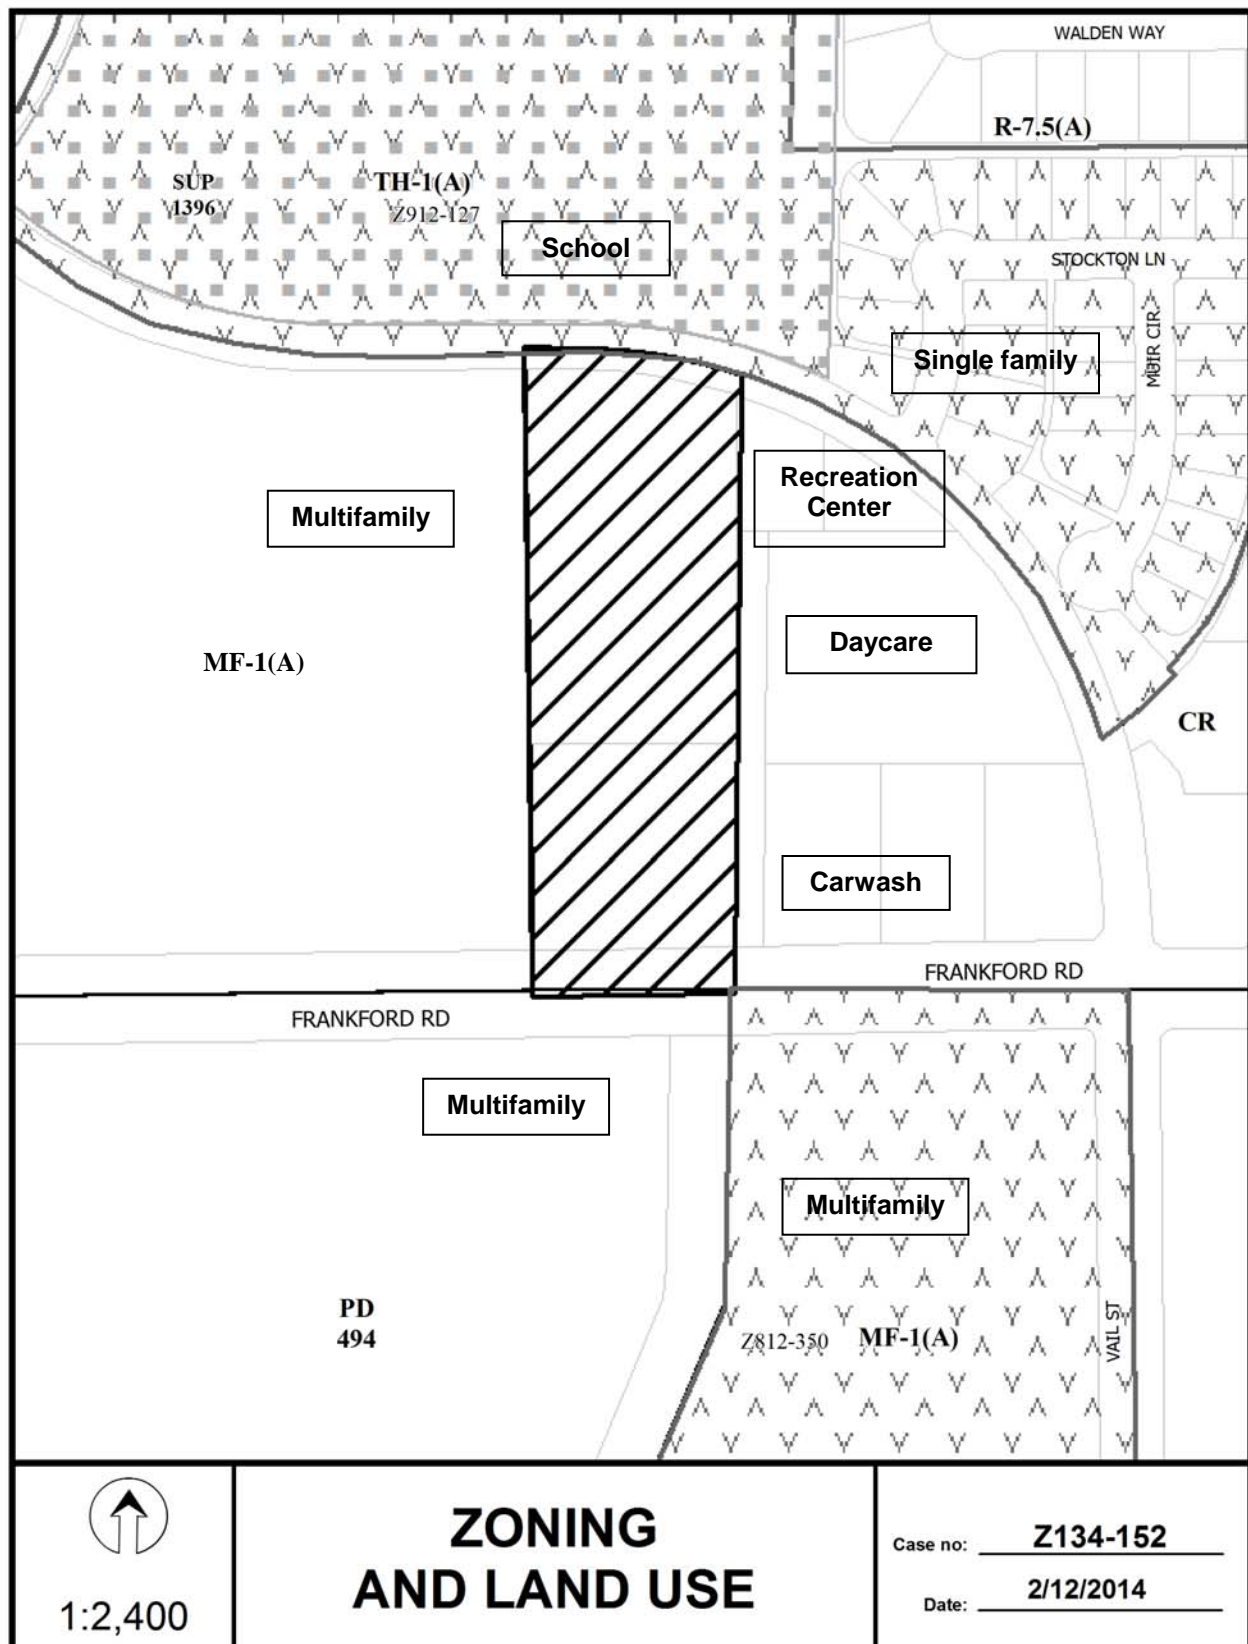 WALDEN WAY
R-7.5(A)
SUP
1396
TH-1(A)
Z912-127
School
STOCKTON LN
MUIR CIR.
Single family
Recreation
Center
Multifamily
Daycare
MF-1(A)
CR
Carwash
FRANKFORD RD
FRANKFORD RD
Multifamily
Multifamily
PD
494
Z812-350
MF-1(A)
VAIL ST
1:2,400
ZONING
AND LAND USE
Case no: Z134-152
Date: 2/12/2014